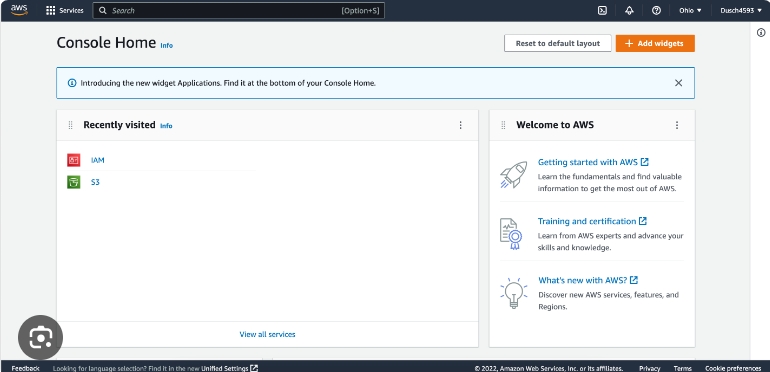 aws
Services
Search
[Option+S]
Ohio
Dusch4593
Console Home
Info
Reset to default layout
Add widgets
Introducing the new widget Applications. Find it at the bottom of your Console Home.
Recently visited
Info
IAM
S3
View all services
Welcome to AWS
Getting started with AWS
Learn the fundamentals and find valuable
information to get the most out of AWS.
Training and certification
Learn from AWS experts and advance your
skills and knowledge.
What's new with AWS?
Discover new AWS services, features, and
Regions.
Feedback
Looking for language selection? Find it in the new Unified Settings
© 2022, Amazon Web Services, Inc. or its affiliates.
Privacy
Terms
Cookie preferences